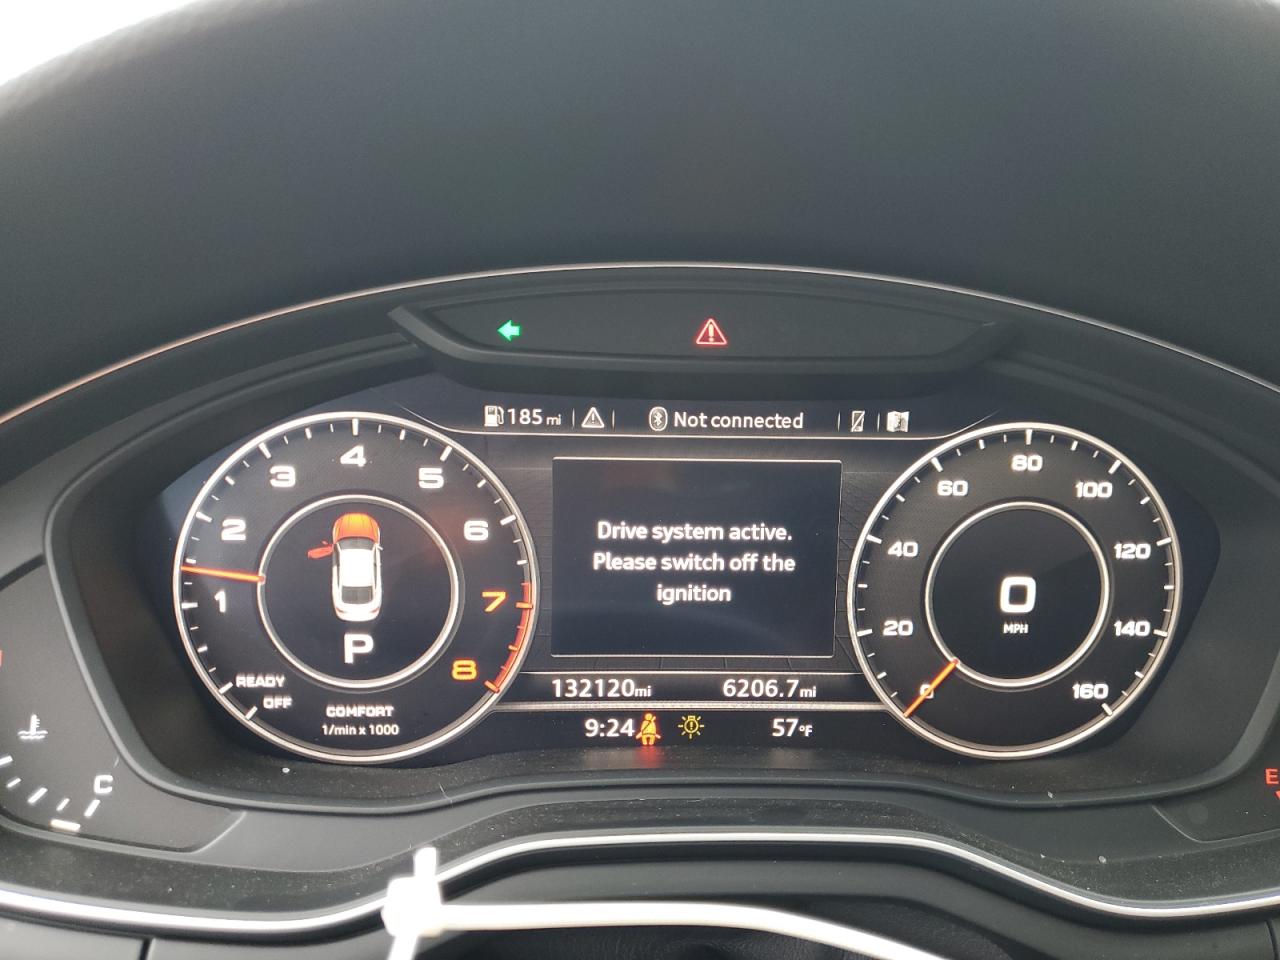 185 mi
Not connected
4
3
5
2
6
1
7
8
P
READY
OFF
COMFORT
1/min x 1000
Drive system active.
Please switch off the
ignition
132120mi
6206.7mi
9:24
57°F
80
60
100
40
120
0
MPH
20
140
0
160
C
E